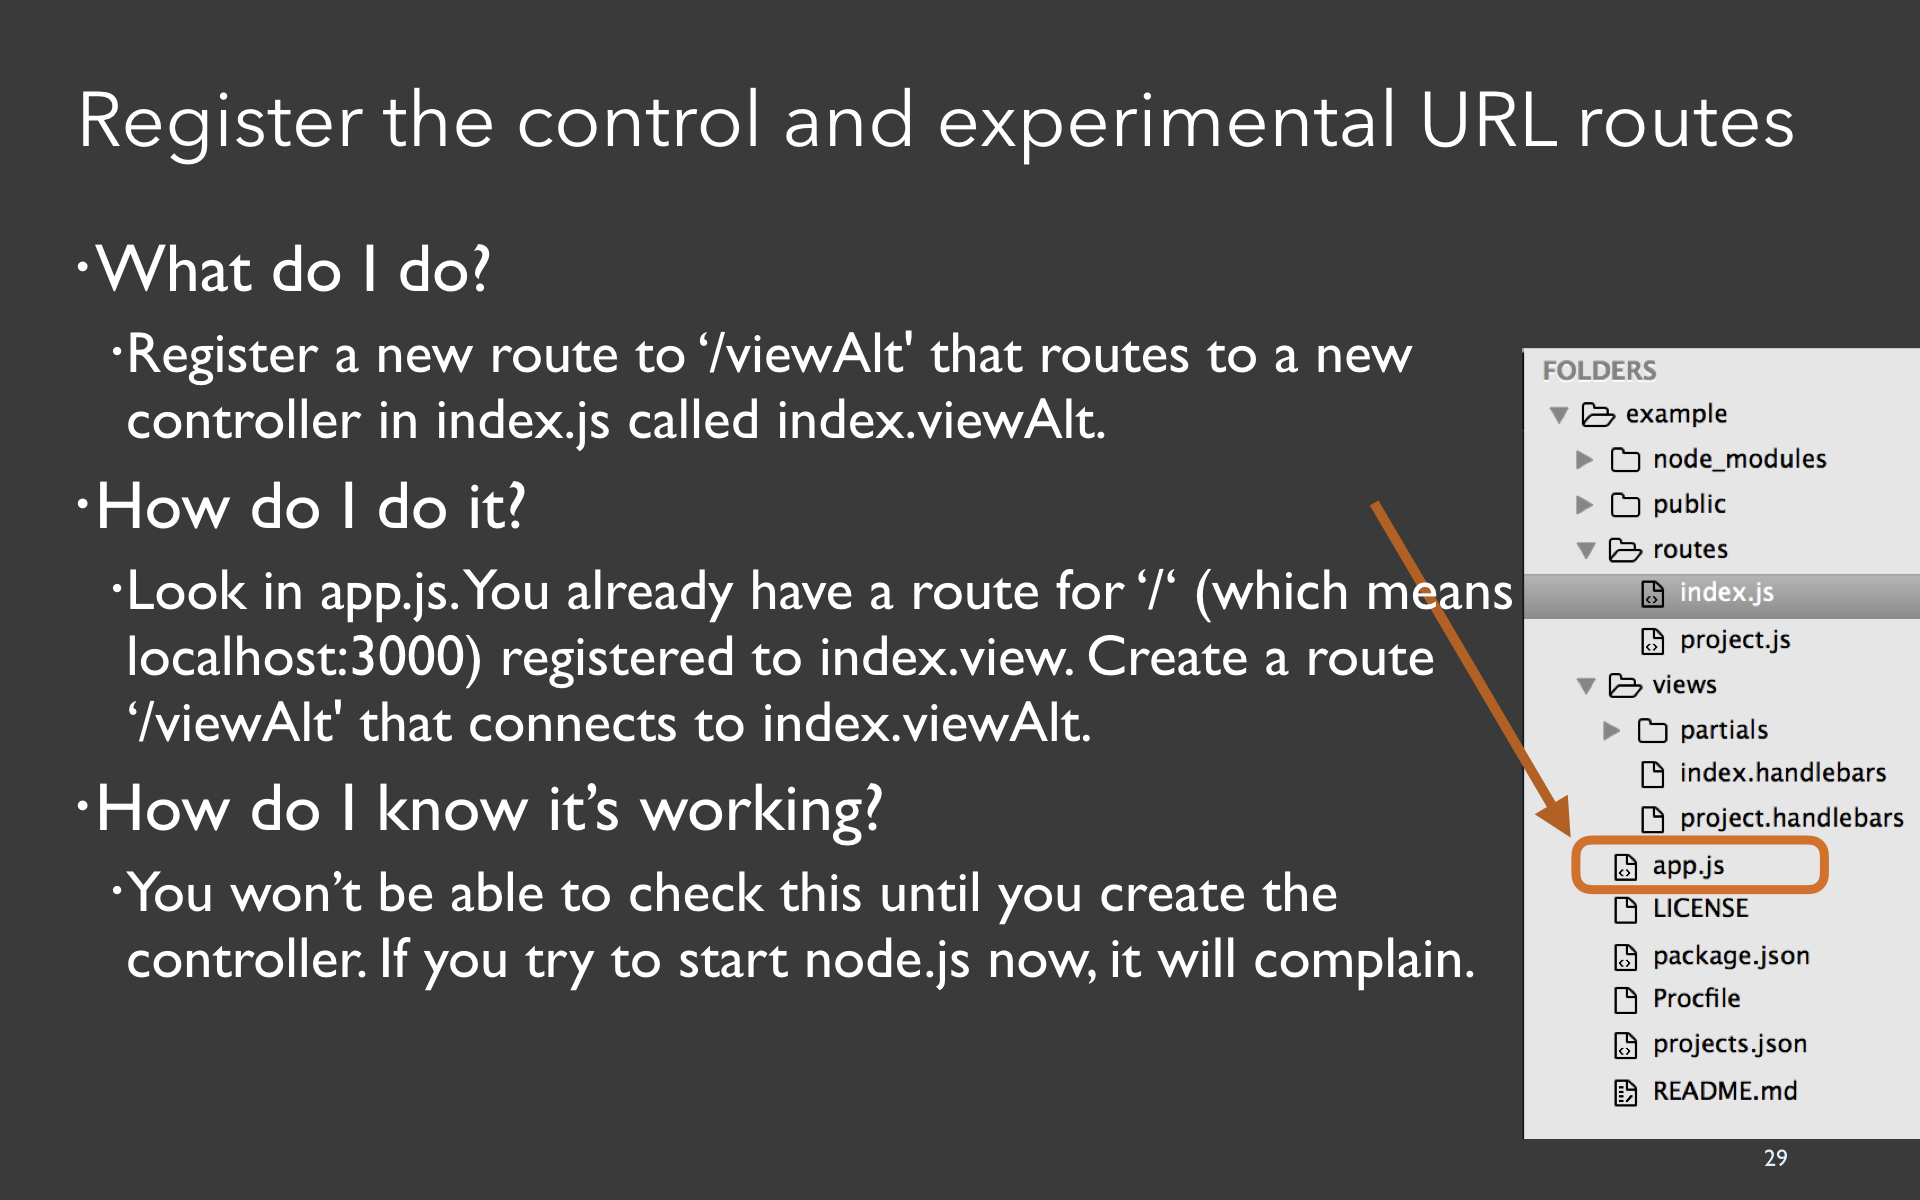 Register the control and experimental URL routes
·What do I do?
·Register a new route to ‘/viewAlt' that routes to a new
controller in index.js called index.viewAlt.
·How do I do it?
·Look in app.js. You already have a route for ‘/‘ (which means
localhost:3000) registered to index.view. Create a route
‘/viewAlt' that connects to index.viewAlt.
·How do I know it’s working?
·You won’t be able to check this until you create the
controller. If you try to start node.js now, it will complain.
FOLDERS
example
node_modules
public
routes
index.js
project.js
views
partials
index.handlebars
project.handlebars
app.js
LICENSE
package.json
Procfile
projects.json
README.md
29